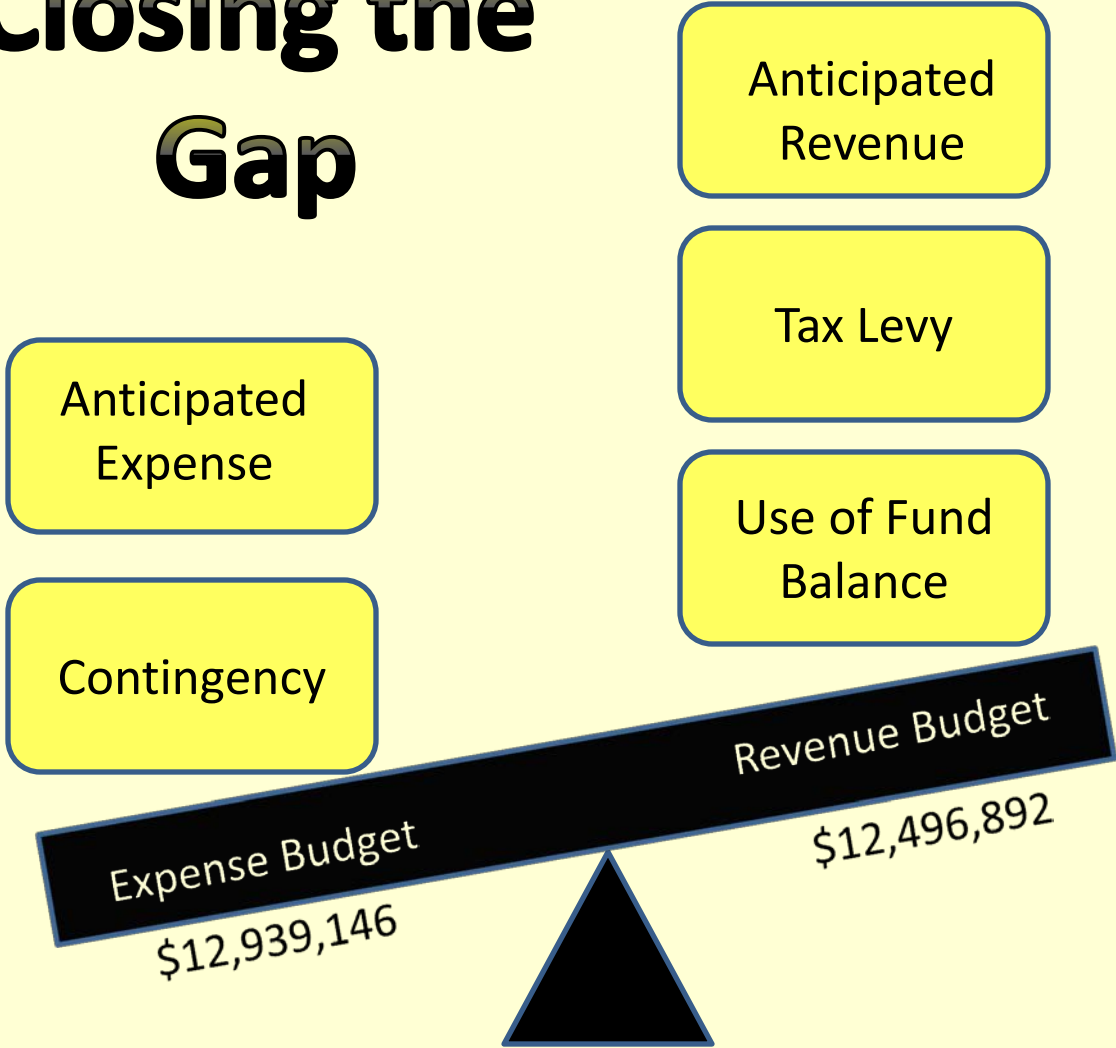 Closing the
Gap
Anticipated
Revenue
Tax Levy
Anticipated
Expense
Use of Fund
Balance
Contingency
Revenue Budget
$12,496,892
Expense Budget
$12,939,146